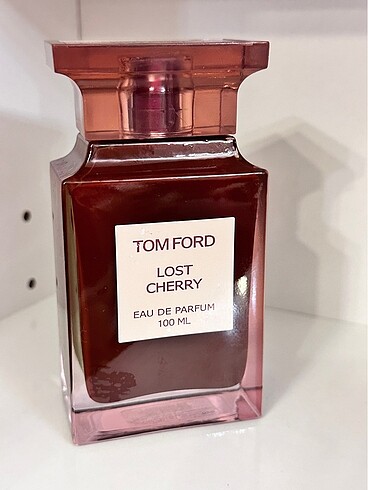 TOM FORD
LOST
CHERRY
EAU DE PARFUM
100 ML